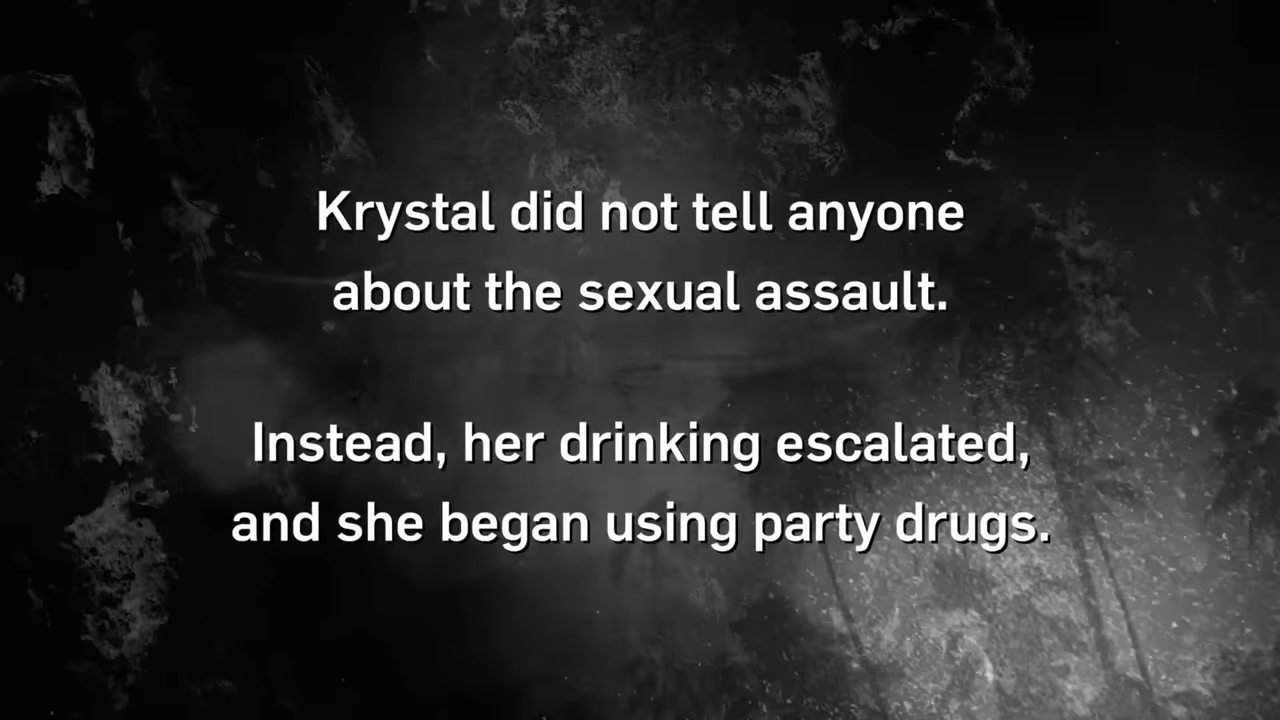 Krystal did not tell anyone
about the sexual assault.
Instead, her drinking escalated,
and she began using party drugs.